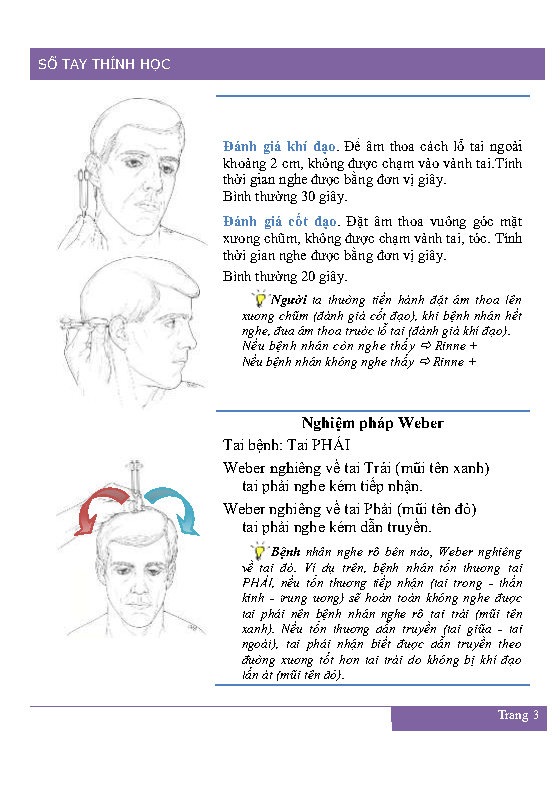 SỔ TAY THÍNH HỌC
Đánh giá khí đạo. Để âm thoa cách lỗ tai ngoài
khoảng 2 cm, không được chạm vào vành tai.Tính
thời gian nghe được bằng đơn vị giây.
Bình thường 30 giây.
Đánh giá cốt đạo. Đặt âm thoa vuông góc mặt
xương chũm, không được chạm vành tai, tóc. Tính
thời gian nghe được bằng đơn vị giây.
Bình thường 20 giây.
Người ta thường tiến hành đặt âm thoa lên
xương chũm (đánh giá cốt đạo), khi bệnh nhân hết
nghe, đưa âm thoa trước lỗ tai (đánh giá khí đạo).
Nếu bệnh nhân còn nghe thấy ⇨ Rinne +
Nếu bệnh nhân không nghe thấy ⇨ Rinne +
Nghiệm pháp Weber
Tai bệnh: Tai PHẢI
Weber nghiêng về tai Trái (mũi tên xanh)
tai phải nghe kém tiếp nhận.
Weber nghiêng về tai Phải (mũi tên đỏ)
tai phải nghe kém dẫn truyền.
Bệnh nhân nghe rõ bên nào, Weber nghiêng
về tai đó. Ví dụ trên, bệnh nhân tổn thương tai
PHẢI, nếu tổn thương tiếp nhận (tai trong - thần
kinh - trung ương) sẽ hoàn toàn không nghe được
tai phải nên bệnh nhân nghe rõ tai trái (mũi tên
xanh). Nếu tổn thương dẫn truyền (tai giữa - tai
ngoài), tai phải nhận biết được dẫn truyền theo
đường xương tốt hơn tai trái do không bị khí đạo
lấn át (mũi tên đỏ).
Trang 3